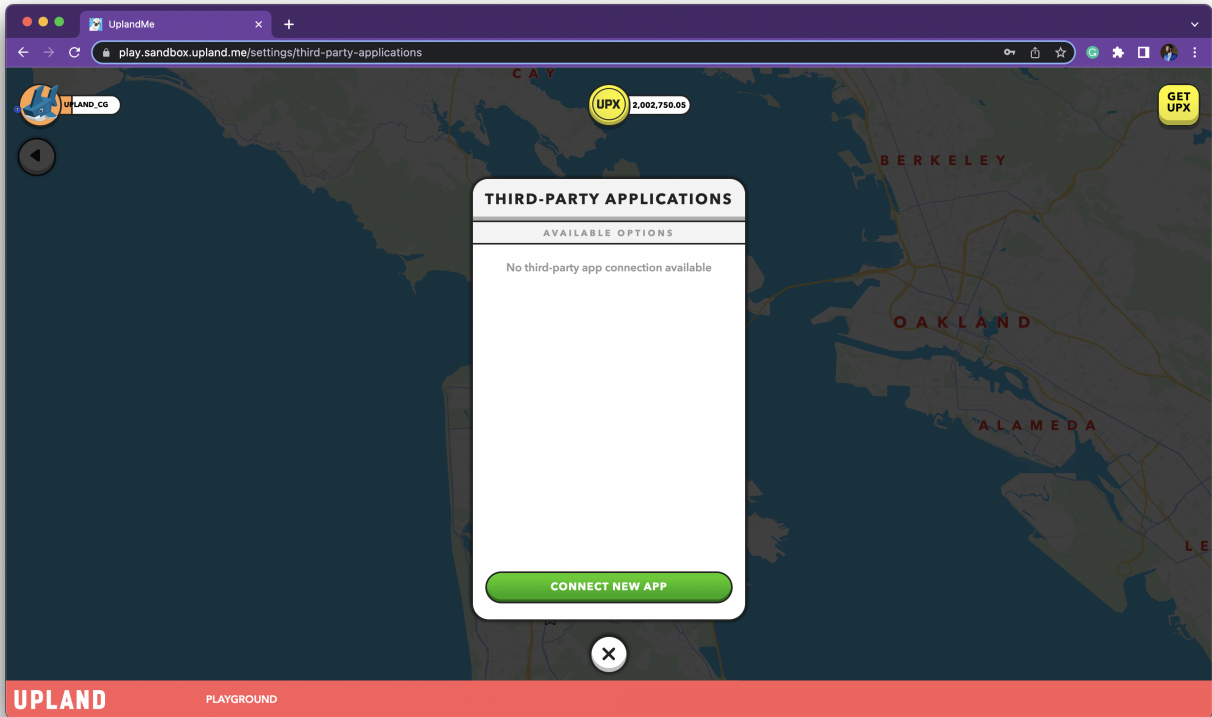 UplandMe
play.sandbox.upland.me/settings/third-party-applications
CAY
UPLAND_CG
UPX
2,002,750.05
GET
UPX
BERKELEY
THIRD-PARTY APPLICATIONS
AVAILABLE OPTIONS
No third-party app connection available
OAKLAND
ALAMEDA
LE
CONNECT NEW APP
UPLAND
PLAYGROUND